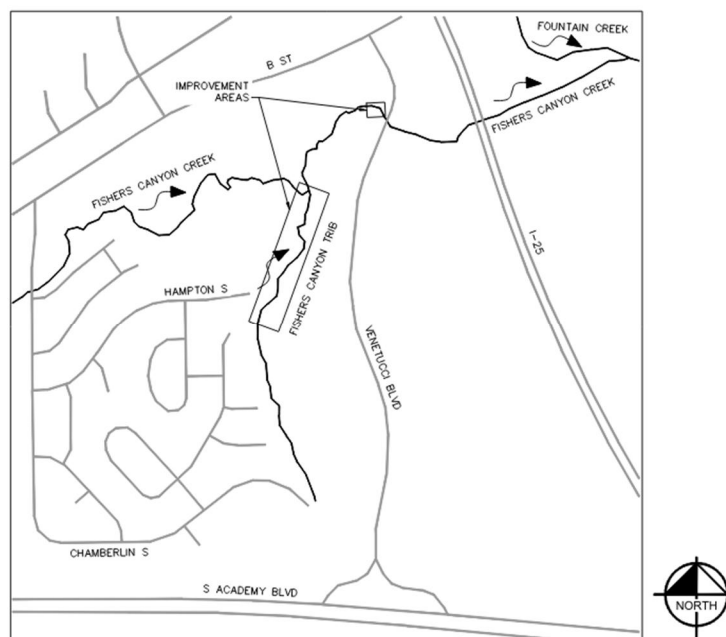 FOUNTAIN CREEK
B ST
IMPROVEMENT
AREAS
FISHERS CANYON CREEK
FISHERS CANYON CREEK
I-25
HAMPTON S
FISHERS CANYON TRIB
VENETUCCI BLVD
CHAMBERLIN S
S ACADEMY BLVD
NORTH